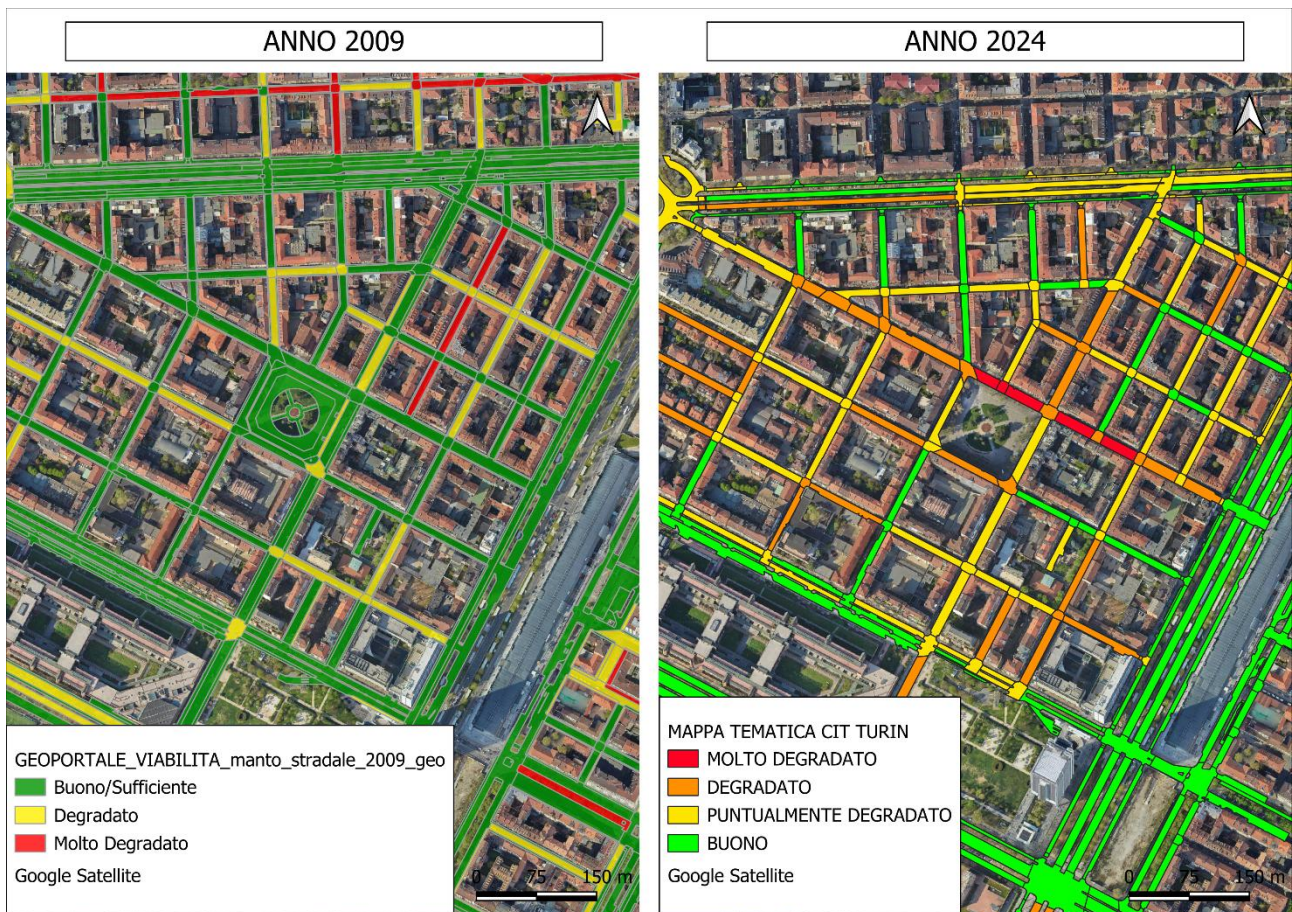 ANNO 2009
GEOPORTALE_VIABILITA_manto_stradale_2009_geo
Buono/Sufficiente
Degradato
Molto Degradato
Google Satellite
0 75 150 m
ANNO 2024
MAPPA TEMATICA CIT TURIN
MOLTO DEGRADATO
DEGRADATO
PUNTUALMENTE DEGRADATO
BUONO
Google Satellite
0 75 150 m